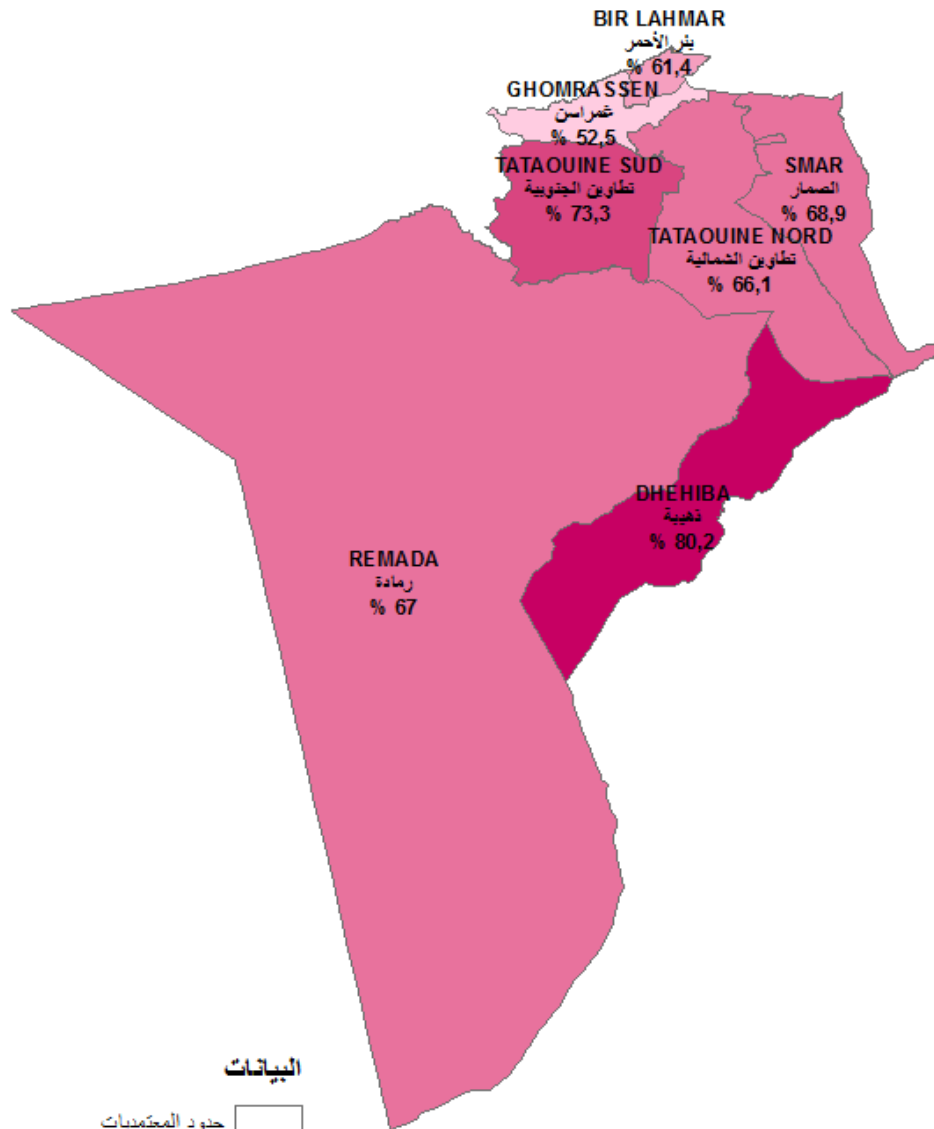 BIR LAHMAR
بئر الأحمر
% 61,4
GHOMRASSEN
غمراسن
% 52,5
TATAOUINE SUD
تطاوين الجنوبية
% 73,3
SMAR
الصمار
% 68,9
TATAOUINE NORD
تطاوين الشمالية
% 66,1
DHEHIBA
ذهيبة
% 80,2
REMADA
رمادة
% 67
البيانات
حدود المعتمديات